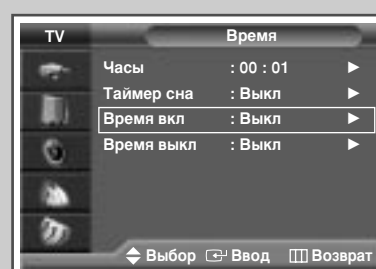 TV Время
Часы : 00 : 01
Таймер сна : Выкл
Время вкл : Выкл
Время выкл : Выкл
Выбор Ввод Возврат